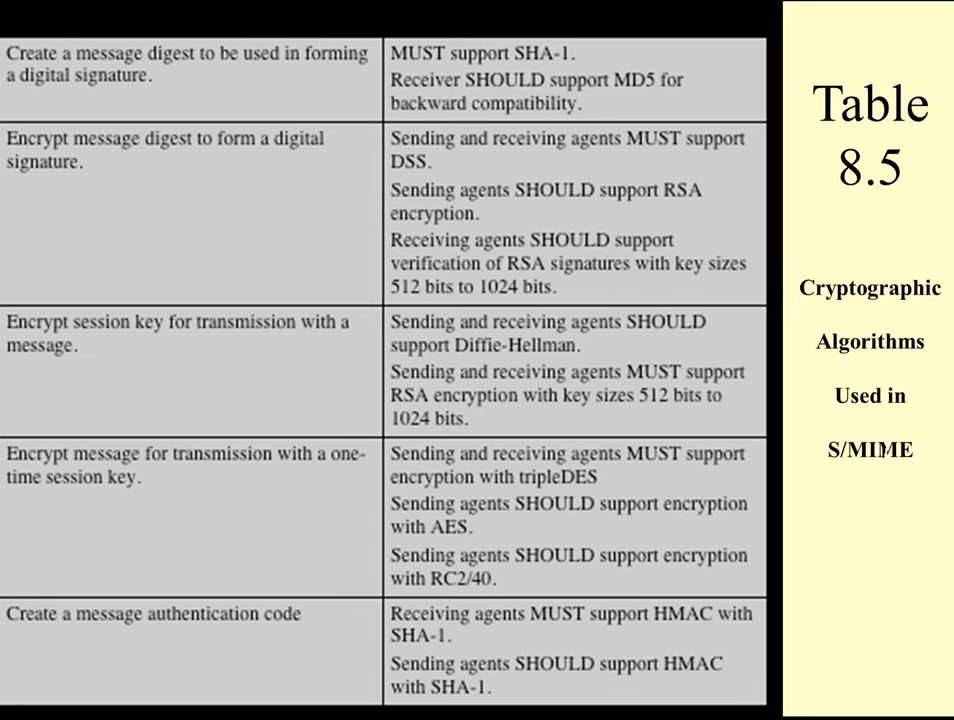 Create a message digest to be used in forming
a digital signature.
MUST support SHA-1.
Receiver SHOULD support MD5 for
backward compatibility.
Encrypt message digest to form a digital
signature.
Sending and receiving agents MUST support
DSS.
Sending agents SHOULD support RSA
encryption.
Receiving agents SHOULD support
verification of RSA signatures with key sizes
512 bits to 1024 bits.
Encrypt session key for transmission with a
message.
Sending and receiving agents SHOULD
support Diffie-Hellman.
Sending and receiving agents MUST support
RSA encryption with key sizes 512 bits to
1024 bits.
Encrypt message for transmission with a one-
time session key.
Sending and receiving agents MUST support
encryption with tripleDES
Sending agents SHOULD support encryption
with AES.
Sending agents SHOULD support encryption
with RC2/40.
Create a message authentication code
Receiving agents MUST support HMAC with
SHA-1.
Sending agents SHOULD support HMAC
with SHA-1.
Table
8.5
Cryptographic
Algorithms
Used in
S/MIME